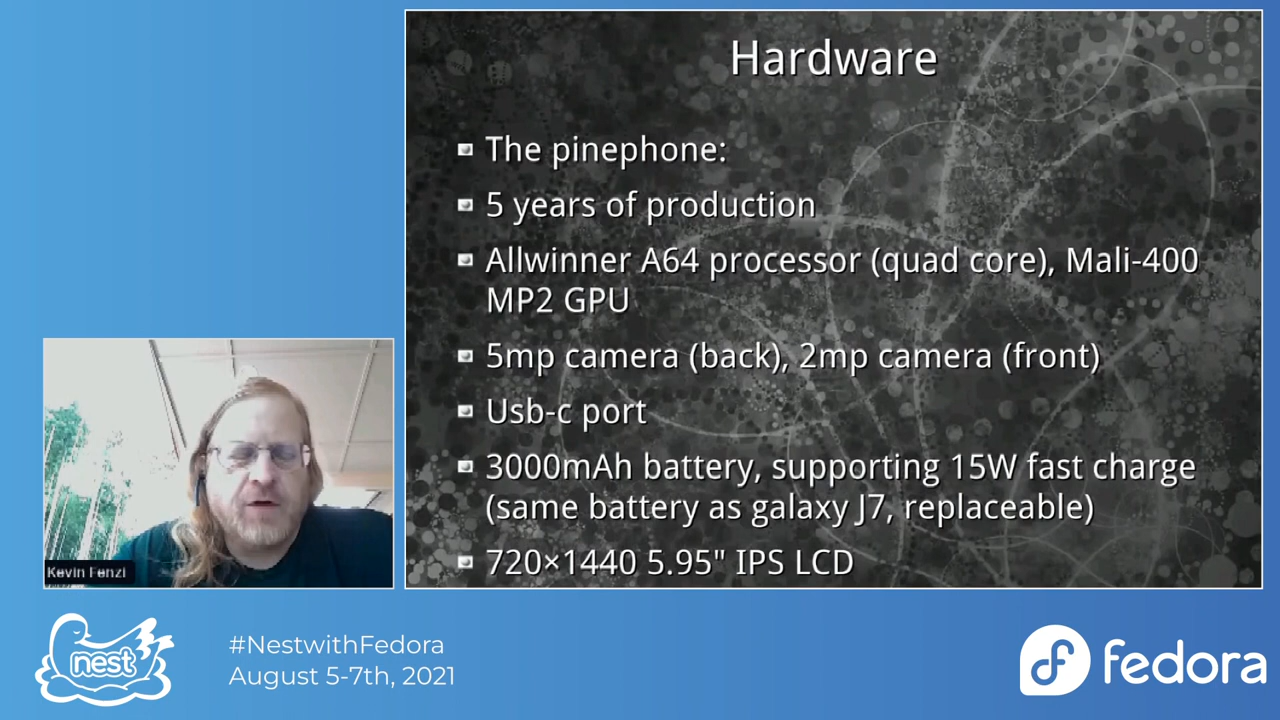 Hardware
The pinephone:
5 years of production
Allwinner A64 processor (quad core), Mali-400
MP2 GPU
5mp camera (back), 2mp camera (front)
Usb-c port
3000mAh battery, supporting 15W fast charge
(same battery as galaxy J7, replaceable)
720×1440 5.95" IPS LCD
Kevin Fenzi
nest
#NestwithFedora
August 5-7th, 2021
fedora